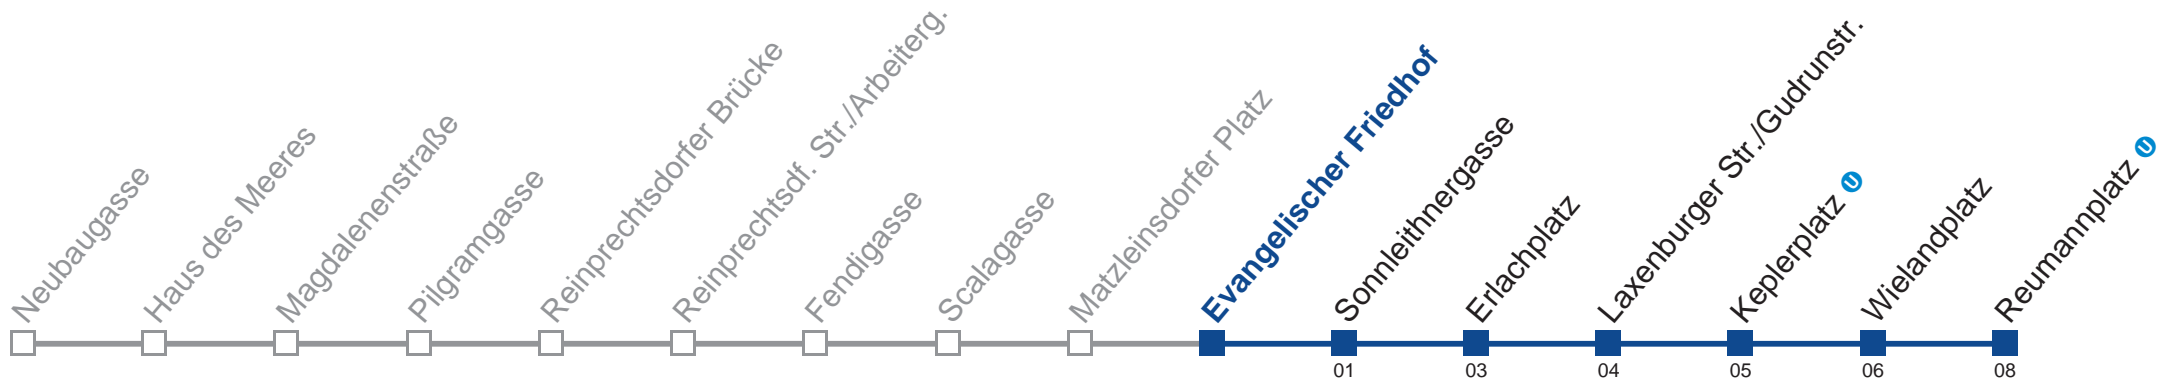 Neubaugasse
Haus des Meeres
Magdalenenstraße
Pilgramgasse
Reinprechtsdorfer Brücke
Reinprechtsdf. Str./Arbeiterg.
Fendigasse
Scalagasse
Matzleinsdorfer Platz
Evangelischer Friedhof
Sonnleithnergasse
Erlachplatz
Laxenburger Str./Gudrunstr.
Keplerplatz U
Wielandplatz
Reumannplatz U
01 03 04 05 06 08